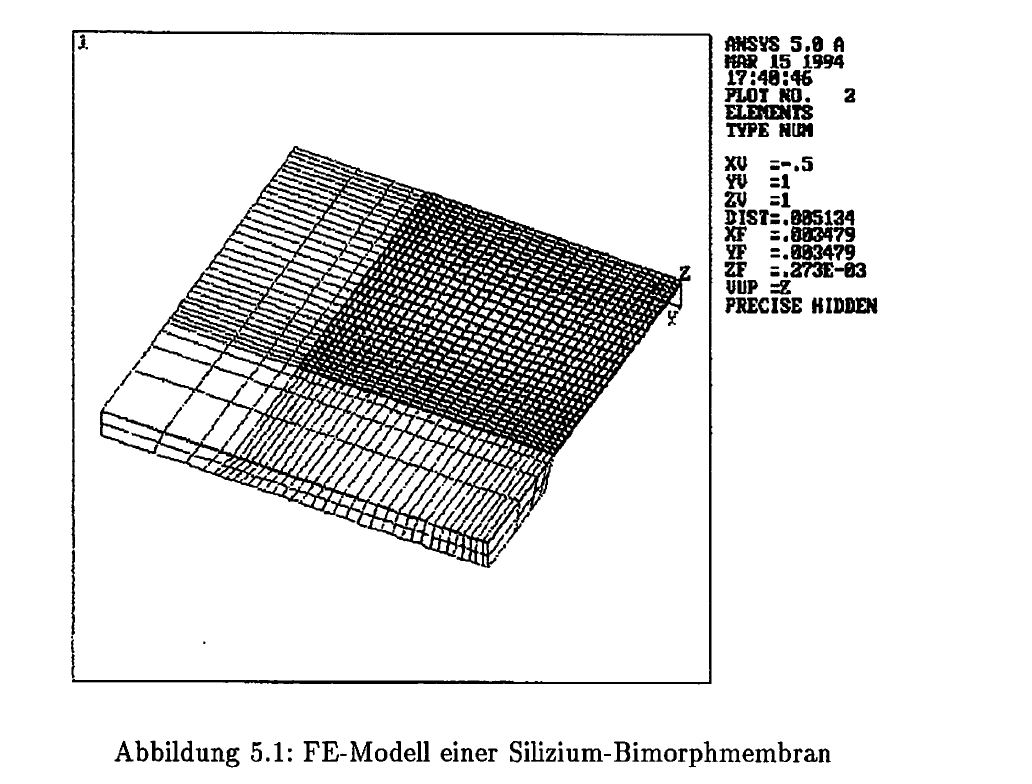 1
ANSYS 5.0 A
MAR 15 1994
17:40:46
PLOT NO. 2
ELEMENTS
TYPE NUM
XV =-.5
YV =1
ZV =1
DIST=.005134
XF =.003479
YF =.003479
ZF =.273E-03
VUP =Z
PRECISE HIDDEN
Z
Abbildung 5.1: FE-Modell einer Silizium-Bimorphmembran